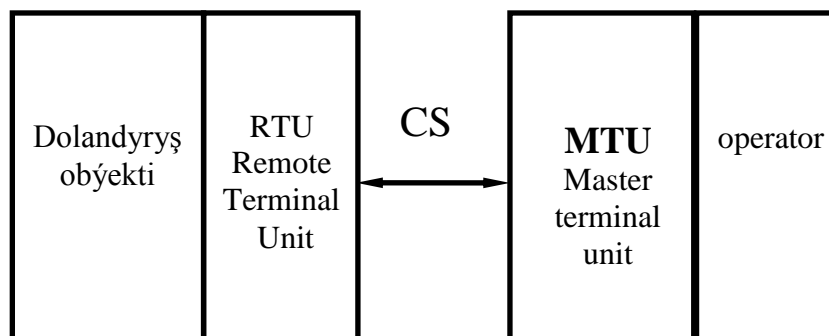 Dolandyryş
obýekti
RTU
Remote
Terminal
Unit
CS
MTU
Master
terminal
unit
operator